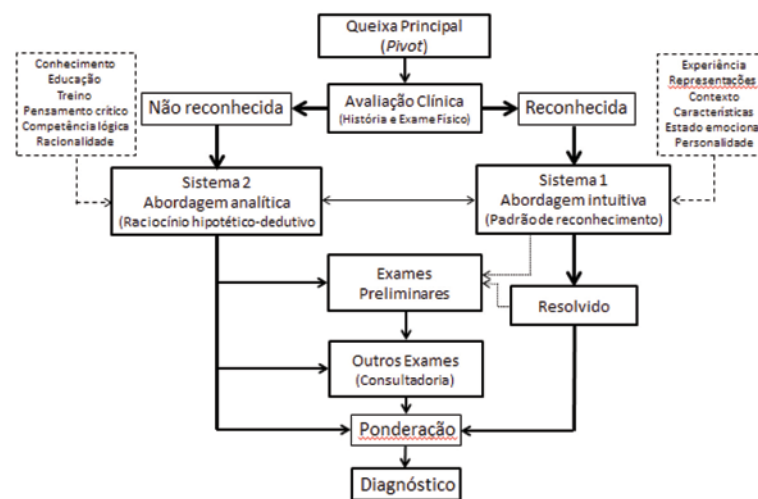 Queixa Principal
(Pivot)
Conhecimento
Educação
Treino
Pensamento crítico
Competência lógica
Racionalidade
Não reconhecida
Avaliação Clínica
(História e Exame Físico)
Reconhecida
Experiência
Representações
Contexto
Características
Estado emocional
Personalidade
Sistema 2
Abordagem analítica
(Raciocínio hipotético-dedutivo
Sistema 1
Abordagem intuitiva
(Padrão de reconhecimento)
Exames
Preliminares
Resolvido
Outros Exames
(Consultadoria)
Ponderação
Diagnóstico